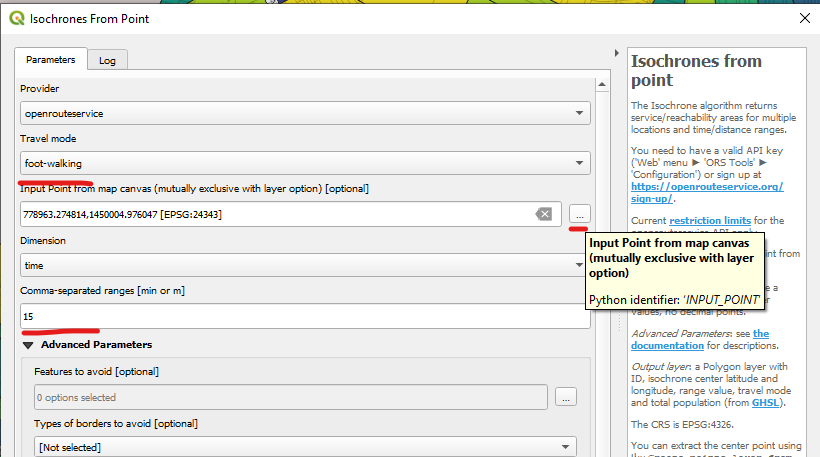 Isochrones From Point
Parameters
Log
Provider
openrouteservice
Travel mode
foot-walking
Input Point from map canvas (mutually exclusive with layer option) [optional]
778963.274814,1450004.976047 [EPSG:24343]
...
Dimension
time
Comma-separated ranges [min or m]
15
Advanced Parameters
Features to avoid [optional]
0 options selected
...
Types of borders to avoid [optional]
[Not selected]
Input Point from map canvas
(mutually exclusive with layer
option)
Python identifier: 'INPUT_POINT'
Isochrones from
point
The Isochrone algorithm returns
service/reachability areas for multiple
locations and time/distance ranges.
You need to have a valid API key
('Web' menu ► 'ORS Tools' ►
'Configuration') or sign up at
https://openrouteservice.org/
sign-up/.
Current restriction limits for the
int from
e a
values, no decimal points.
Advanced Parameters: see the
documentation for descriptions.
Output layer: a Polygon layer with
ID, isochrone center latitude and
longitude, range value, travel mode
and total population (from GHSL).
The CRS is EPSG:4326.
You can extract the center point using